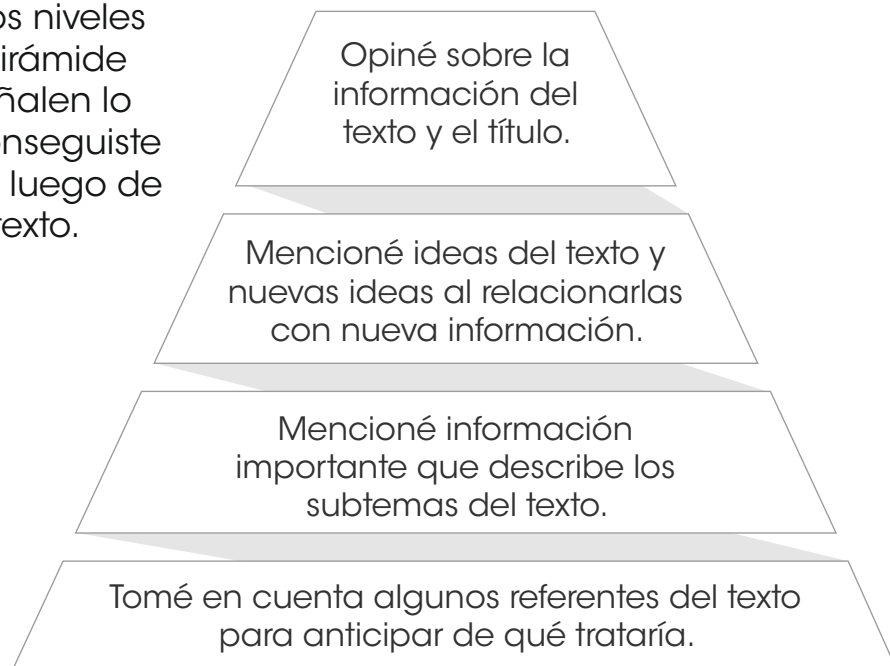 os niveles
irámide
ñalen lo
onseguiste
luego de
texto.
Opiné sobre la
información del
texto y el título.
Mencioné ideas del texto y
nuevas ideas al relacionarlas
con nueva información.
Mencioné información
importante que describe los
subtemas del texto.
Tomé en cuenta algunos referentes del texto
para anticipar de qué trataría.